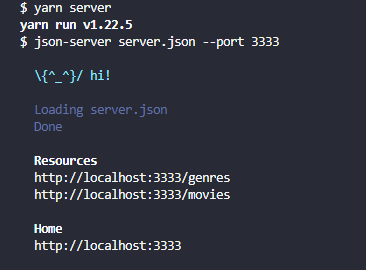 $ yarn server
yarn run v1.22.5
$ json-server server.json --port 3333
\{^_^}/ hi!
Loading server.json
Done
Resources
http://localhost:3333/genres
http://localhost:3333/movies
Home
http://localhost:3333